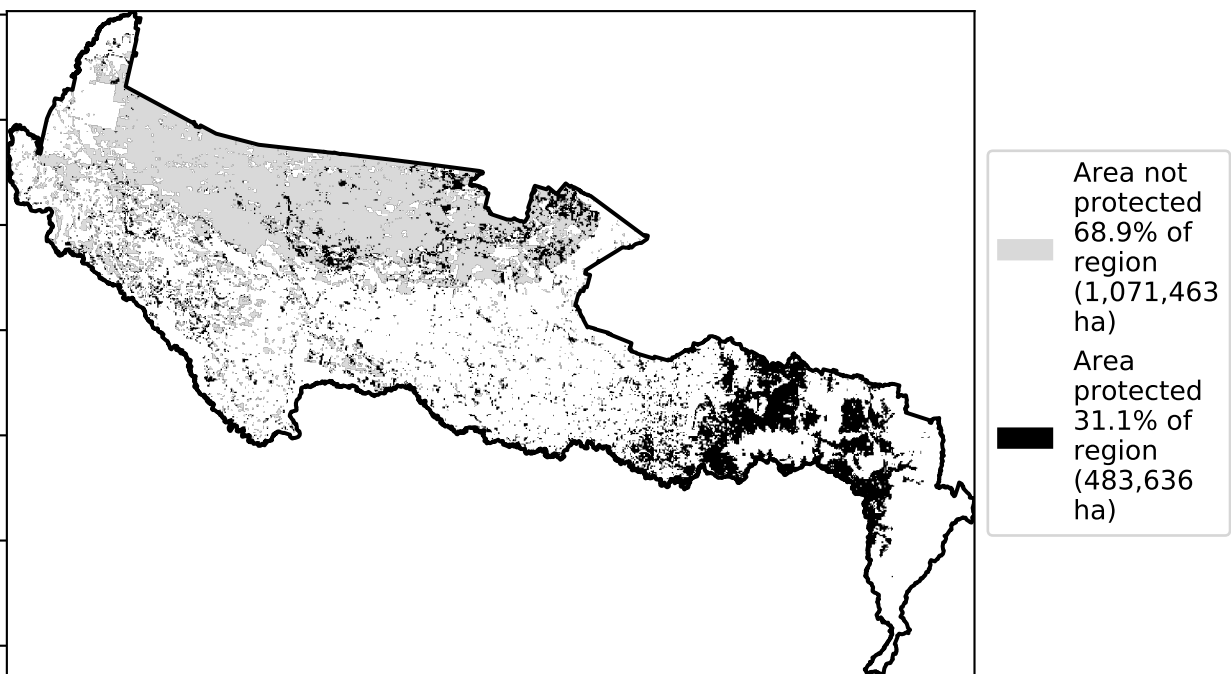 Area not
protected
68.9% of
region
(1,071,463
ha)
Area
protected
31.1% of
region
(483,636
ha)